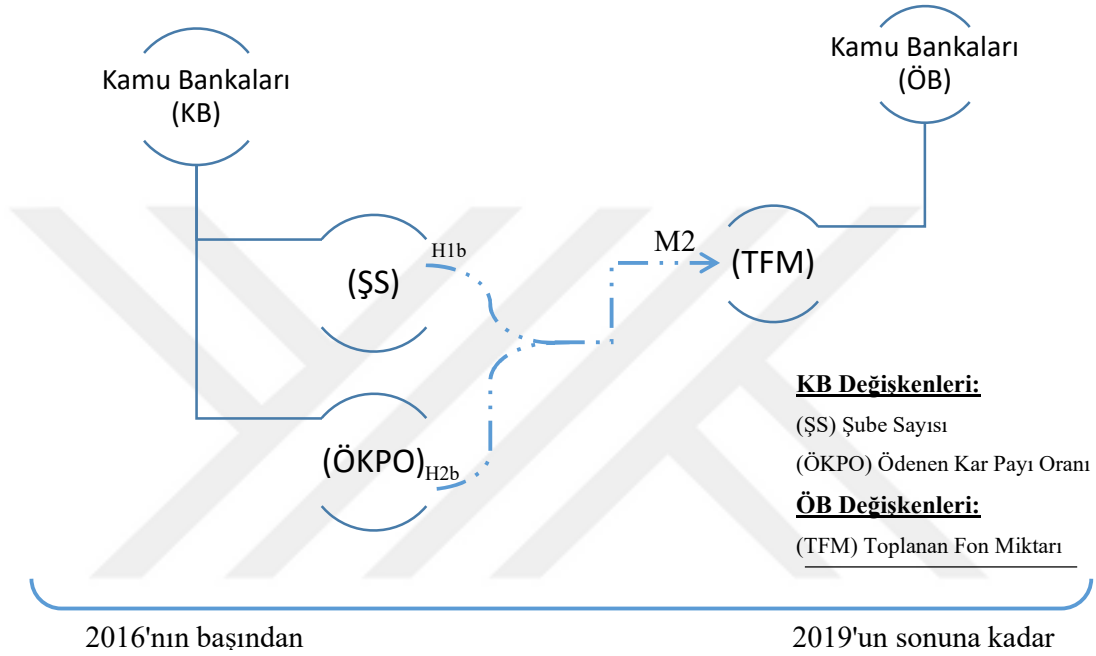 Kamu Bankaları
(KB)
Kamu Bankaları
(ÖB)
(ŞS)
H1b
M2
(TFM)
(ÖKPO)
H2b
KB Değişkenleri:
(ŞS) Şube Sayısı
(ÖKPO) Ödenen Kar Payı Oranı
ÖB Değişkenleri:
(TFM) Toplanan Fon Miktarı
2016'nın başından
2019'un sonuna kadar